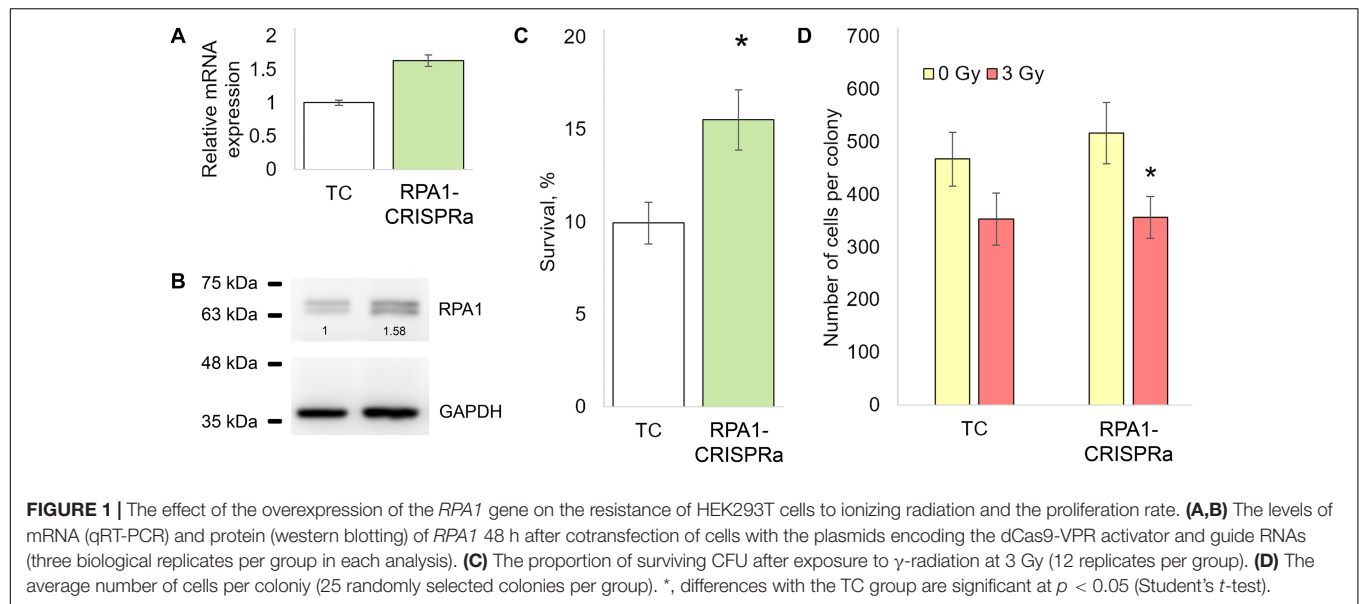 A
Relative mRNA
expression
2
1.5
1
0.5
0
TC
RPA1-
CRISPRa
B
75 kDa
63 kDa
RPA1
1
1.58
48 kDa
35 kDa
GAPDH
C
Survival, %
20
15
10
5
0
*
TC
RPA1-
CRISPRa
D
Number of cells per colony
700
600
500
400
300
200
100
0
0 Gy 3 Gy
*
TC
RPA1-
CRISPRa
FIGURE 1 | The effect of the overexpression of the RPA1 gene on the resistance of HEK293T cells to ionizing radiation and the proliferation rate. (A,B) The levels of
mRNA (qRT-PCR) and protein (western blotting) of RPA1 48 h after cotransfection of cells with the plasmids encoding the dCas9-VPR activator and guide RNAs
(three biological replicates per group in each analysis). (C) The proportion of surviving CFU after exposure to γ-radiation at 3 Gy (12 replicates per group). (D) The
average number of cells per coloniy (25 randomly selected colonies per group). *, differences with the TC group are significant at p < 0.05 (Student's t-test).